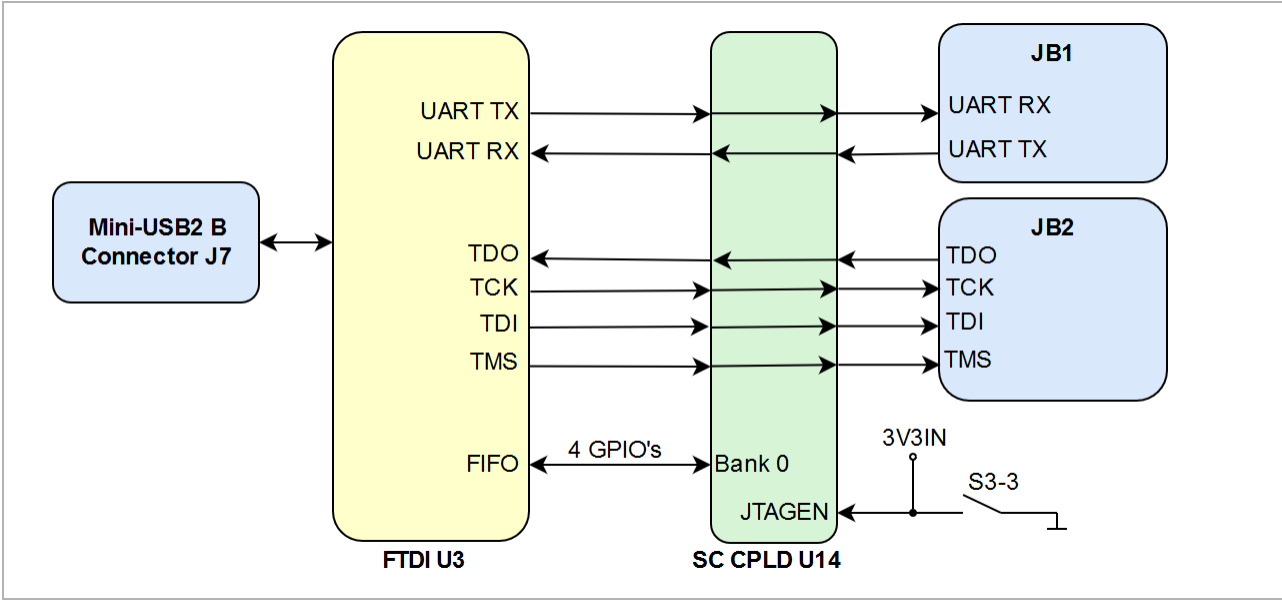 JB1
UART TX
UART RX
UART RX
UART TX
Mini-USB2 B
Connector J7
JB2
TDO
TDO
TCK
TCK
TDI
TDI
TMS
TMS
3V3IN
FIFO
4 GPIO's
Bank 0
S3-3
JTAGEN
FTDI U3
SC CPLD U14